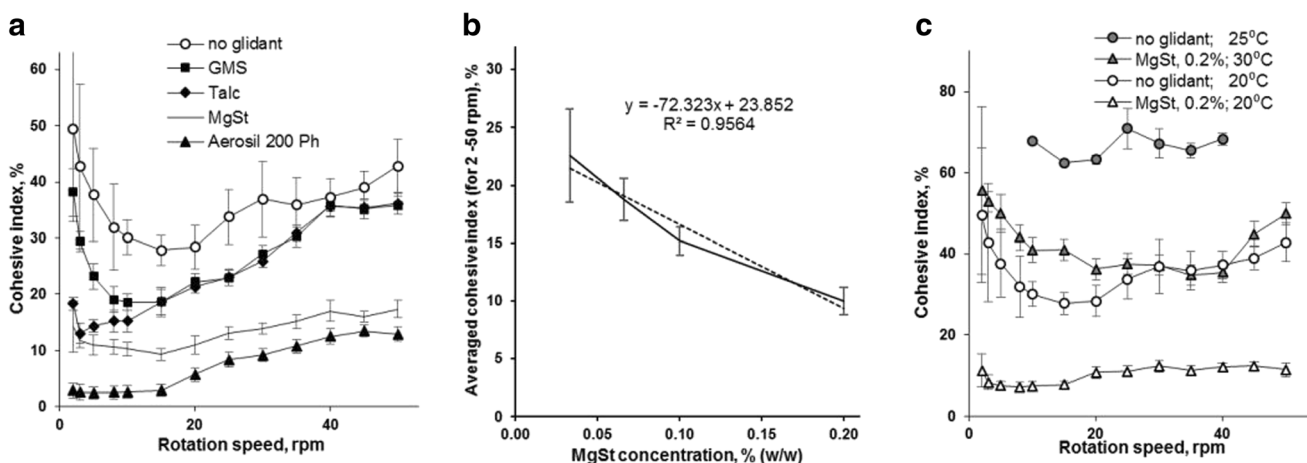 a
no glidant
GMS
Talc
MgSt
Aerosil 200 Ph
60
50
40
30
20
10
0
Cohesive index, %
0
20
40
Rotation speed, rpm
b
y = -72.323x + 23.852
R² = 0.9564
30
25
20
15
10
5
0
Averaged cohesive index (for 2 -50 rpm), %
0.00
0.05
0.10
0.15
0.20
MgSt concentration, % (w/w)
c
no glidant; 25°C
MgSt, 0.2%; 30°C
no glidant; 20°C
MgSt, 0.2%; 20°C
80
60
40
20
0
Cohesive index, %
0
20
40
Rotation speed, rpm